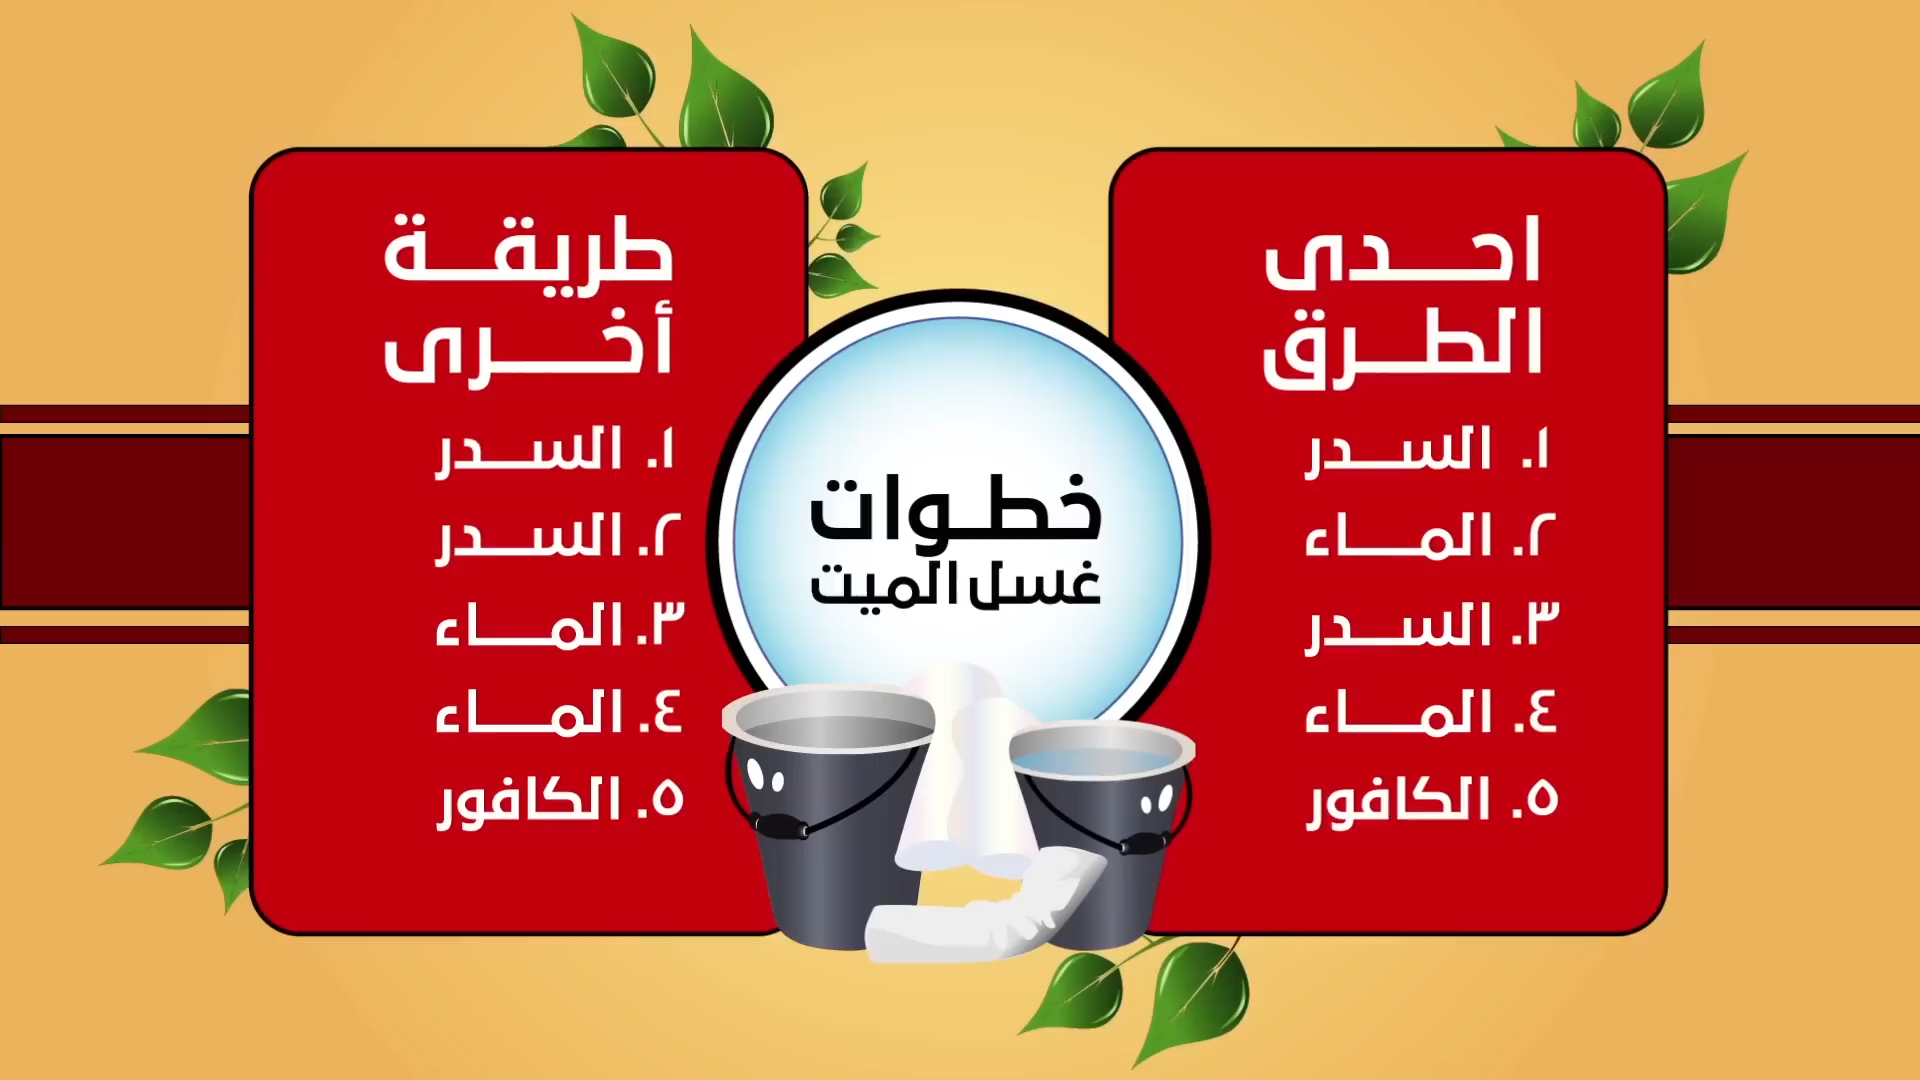 خطوات
غسل الميت
احدى
الطرق
١. السدر
٢. الماء
٣. السدر
٤. الماء
٥. الكافور
طريقة
أخرى
١. السدر
٢. السدر
٣. الماء
٤. الماء
٥. الكافور